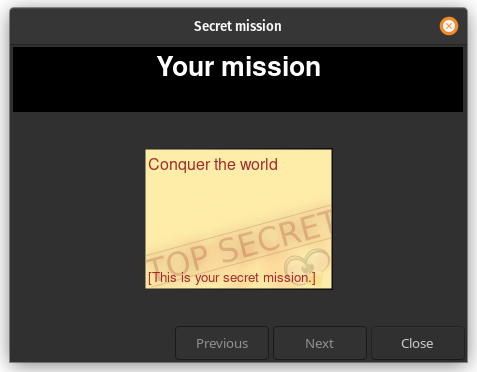 Secret mission
Your mission
Conquer the world
TOP SECRET
[This is your secret mission.]
Previous
Next
Close